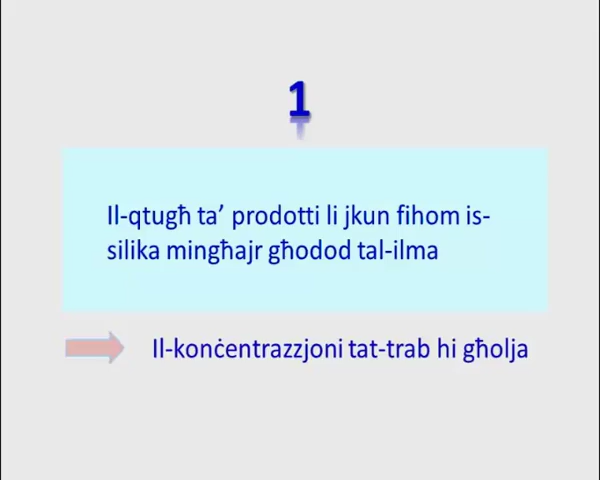 1
Il-qtugħ ta’ prodotti li jkun fihom is-
silika mingħajr għodod tal-ilma
Il-konċentrazzjoni tat-trab hi għolja